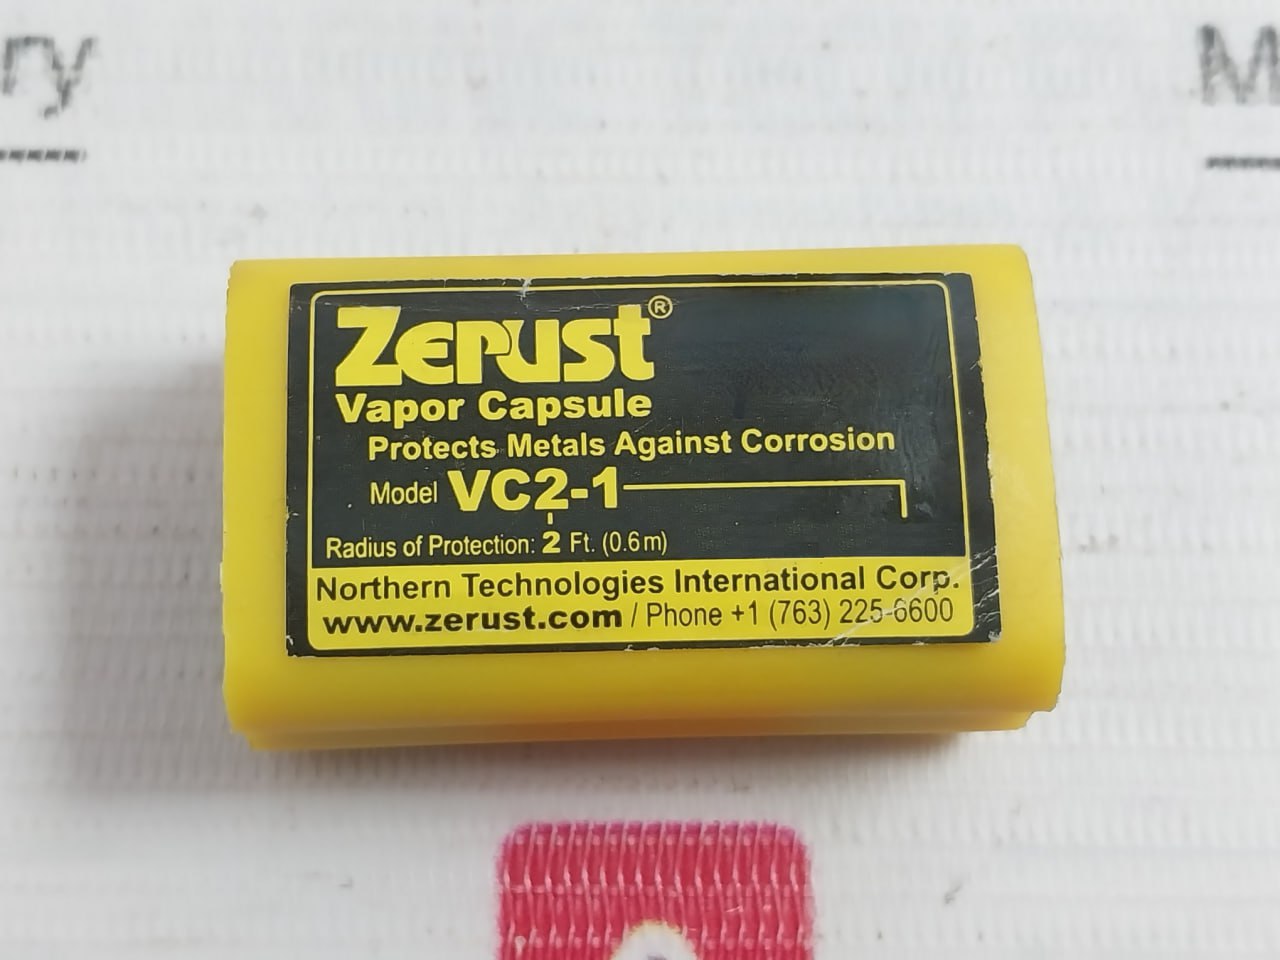 ry
M
Zerust®
Vapor Capsule
Protects Metals Against Corrosion
Model VC2-1
Radius of Protection: 2 Ft. (0.6m)
Northern Technologies International Corp.
www.zerust.com / Phone +1 (763) 225-6600